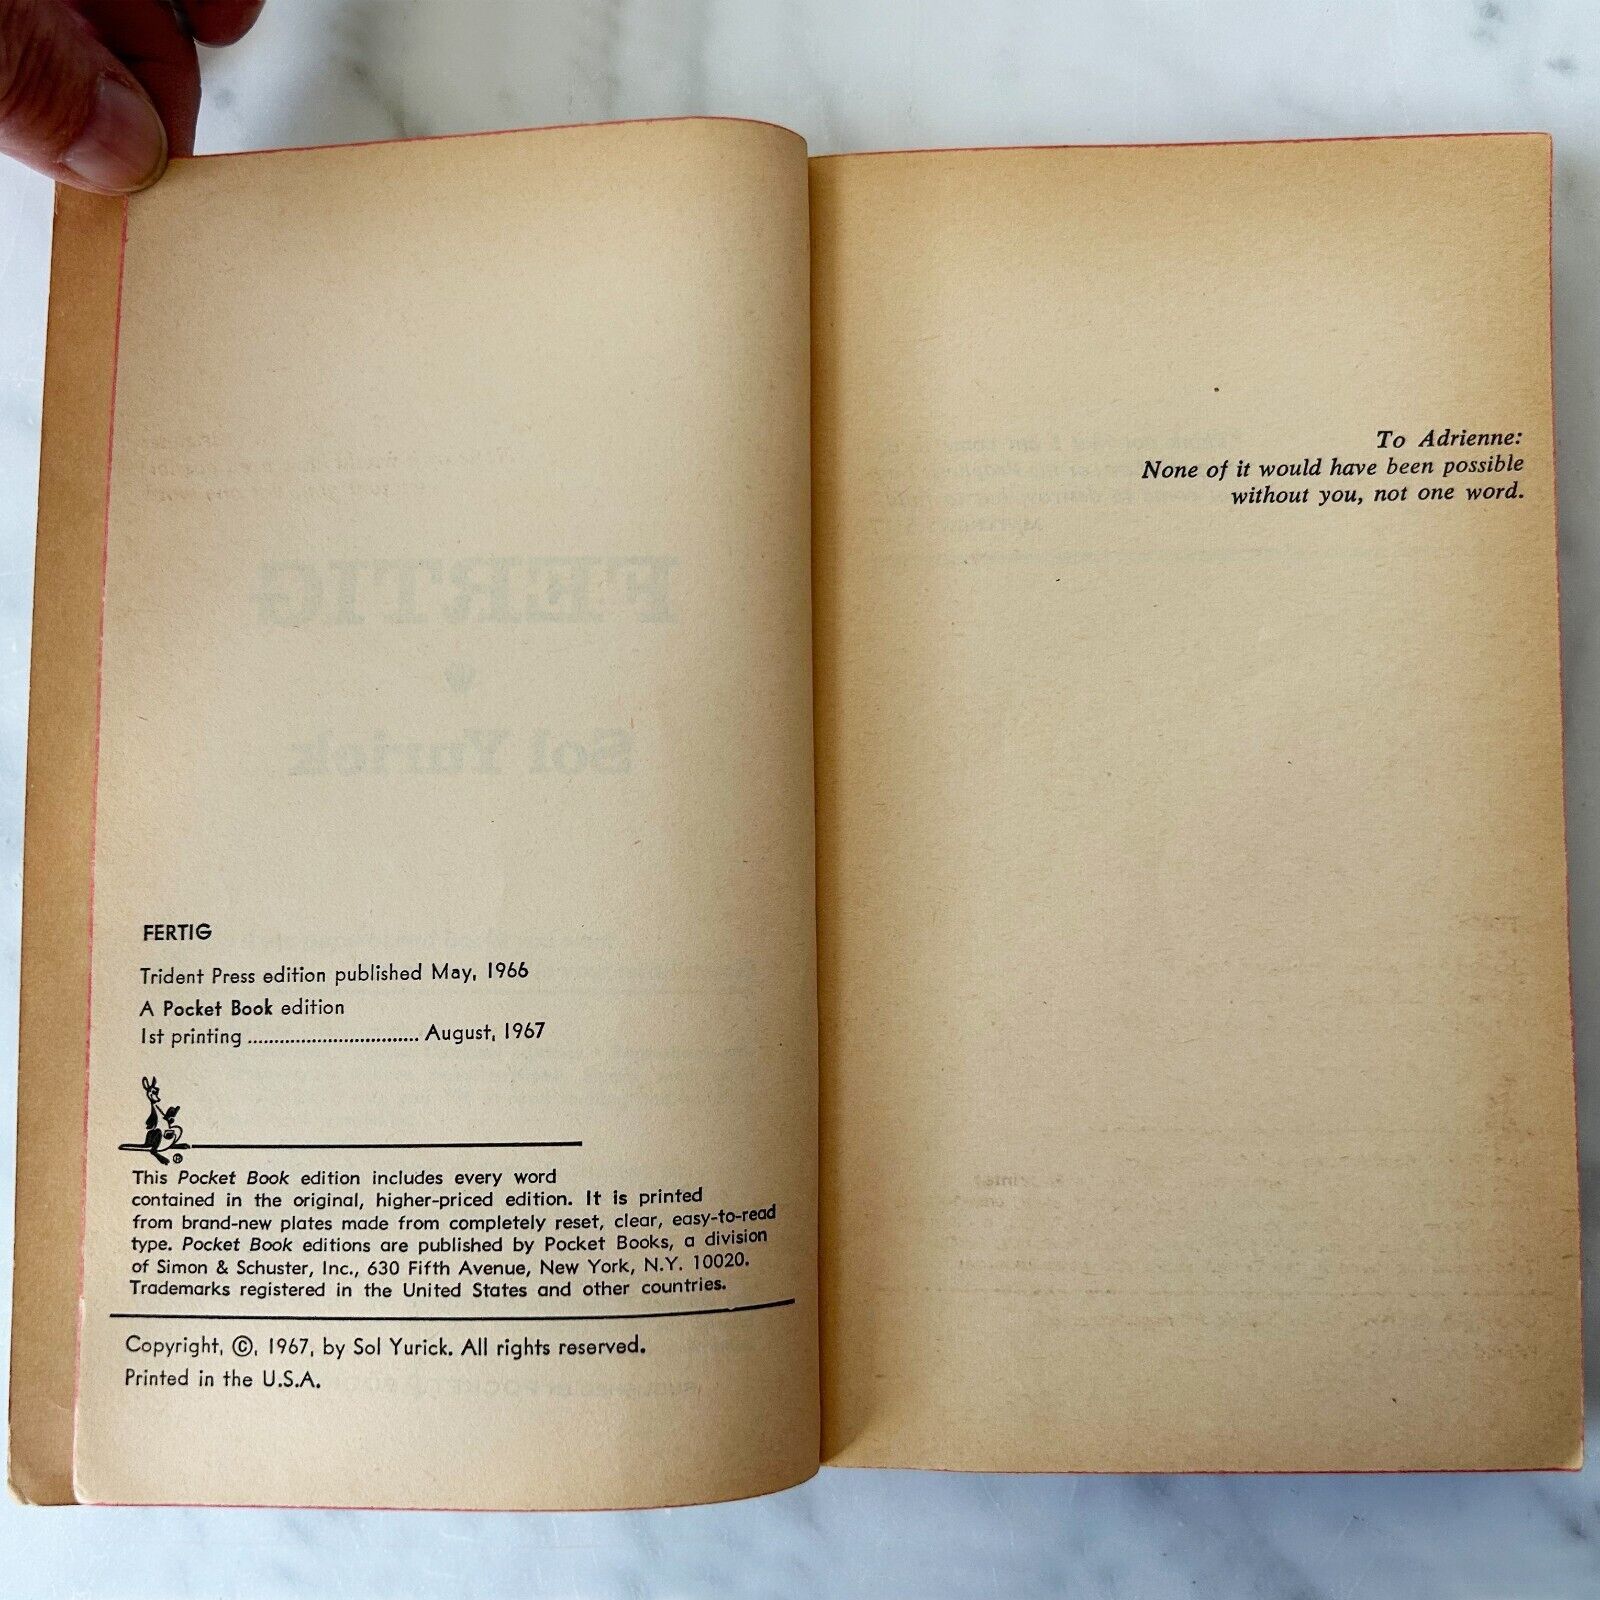 FERTIG
Trident Press edition published May, 1966
A Pocket Book edition
1st printing ................................. August, 1967
®
This Pocket Book edition includes every word
contained in the original, higher-priced edition. It is printed
from brand-new plates made from completely reset, clear, easy-to-read
type. Pocket Book editions are published by Pocket Books, a division
of Simon & Schuster, Inc., 630 Fifth Avenue, New York, N.Y. 10020.
Trademarks registered in the United States and other countries.
Copyright, ©, 1967, by Sol Yurick. All rights reserved.
Printed in the U.S.A.
FERTIG
Sol Yurick
To Adrienne:
None of it would have been possible
without you, not one word.